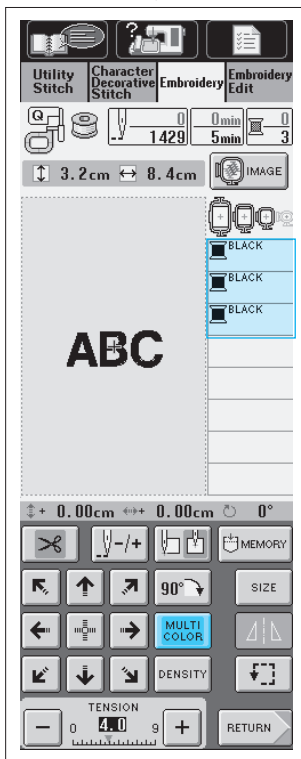 Utility Stitch
Character Decorative Stitch
Embroidery
Embroidery Edit
Q
0 0min 0
1429 5min 3
3.2cm 8.4cm IMAGE
BLACK
BLACK
BLACK
ABC
+ 0.00cm + 0.00cm 0°
-/+ MEMORY
90° SIZE
MULTI COLOR
DENSITY
TENSION
- 0 4.0 9 + RETURN